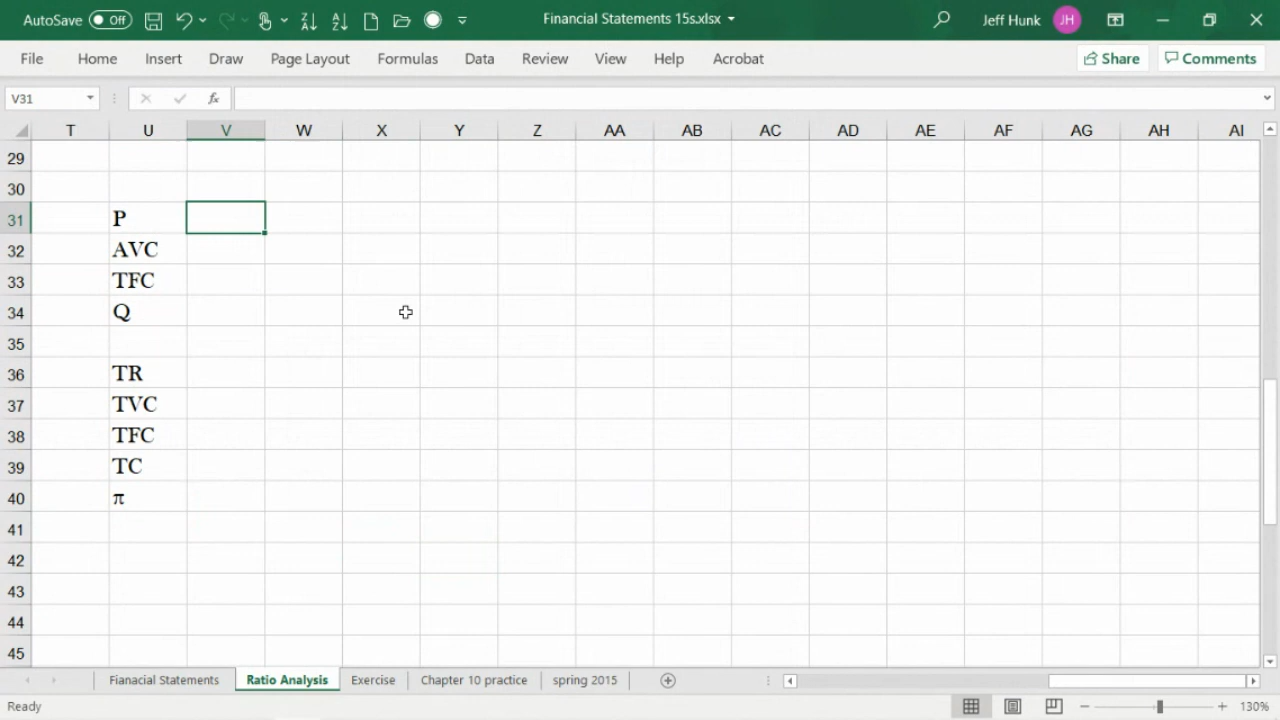 AutoSave Off Financial Statements 15s.xlsx Jeff Hunk JH
File Home Insert Draw Page Layout Formulas Data Review View Help Acrobat Share Comments
V31 fx
T U V W X Y Z AA AB AC AD AE AF AG AH AI
29
30
31 P
32 AVC
33 TFC
34 Q
35
36 TR
37 TVC
38 TFC
39 TC
40 π
41
42
43
44
45
Fianacial Statements Ratio Analysis Exercise Chapter 10 practice spring 2015
Ready 130%